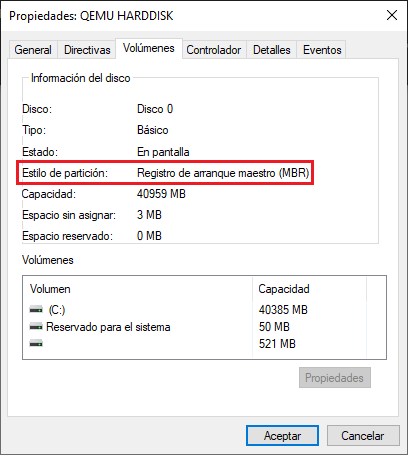 Propiedades: QEMU HARDDISK
General Directivas Volúmenes Controlador Detalles Eventos
Información del disco
Disco: Disco 0
Tipo: Básico
Estado: En pantalla
Estilo de partición: Registro de arranque maestro (MBR)
Capacidad: 40959 MB
Espacio sin asignar: 3 MB
Espacio reservado: 0 MB
Volúmenes
Volumen Capacidad
(C:) 40385 MB
Reservado para el sistema 50 MB
521 MB
Propiedades
Aceptar Cancelar